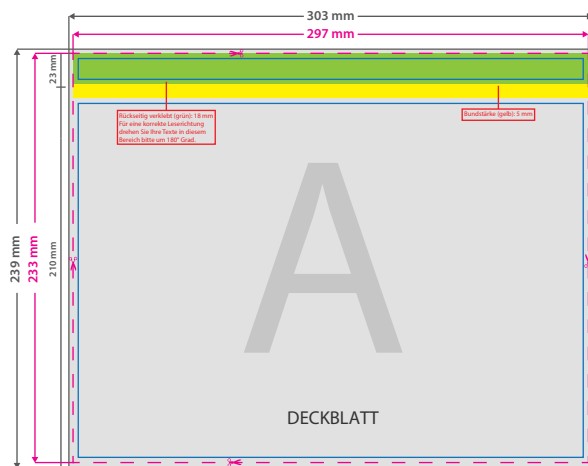 303 mm
297 mm
23 mm
Rückseitig verklebt (grün): 18 mm
Für eine korrekte Leserichtung
drehen Sie Ihre Texte in diesem
Bereich bitte um 180° Grad.
Bundstärke (gelb): 5 mm
239 mm
233 mm
210 mm
A
DECKBLATT